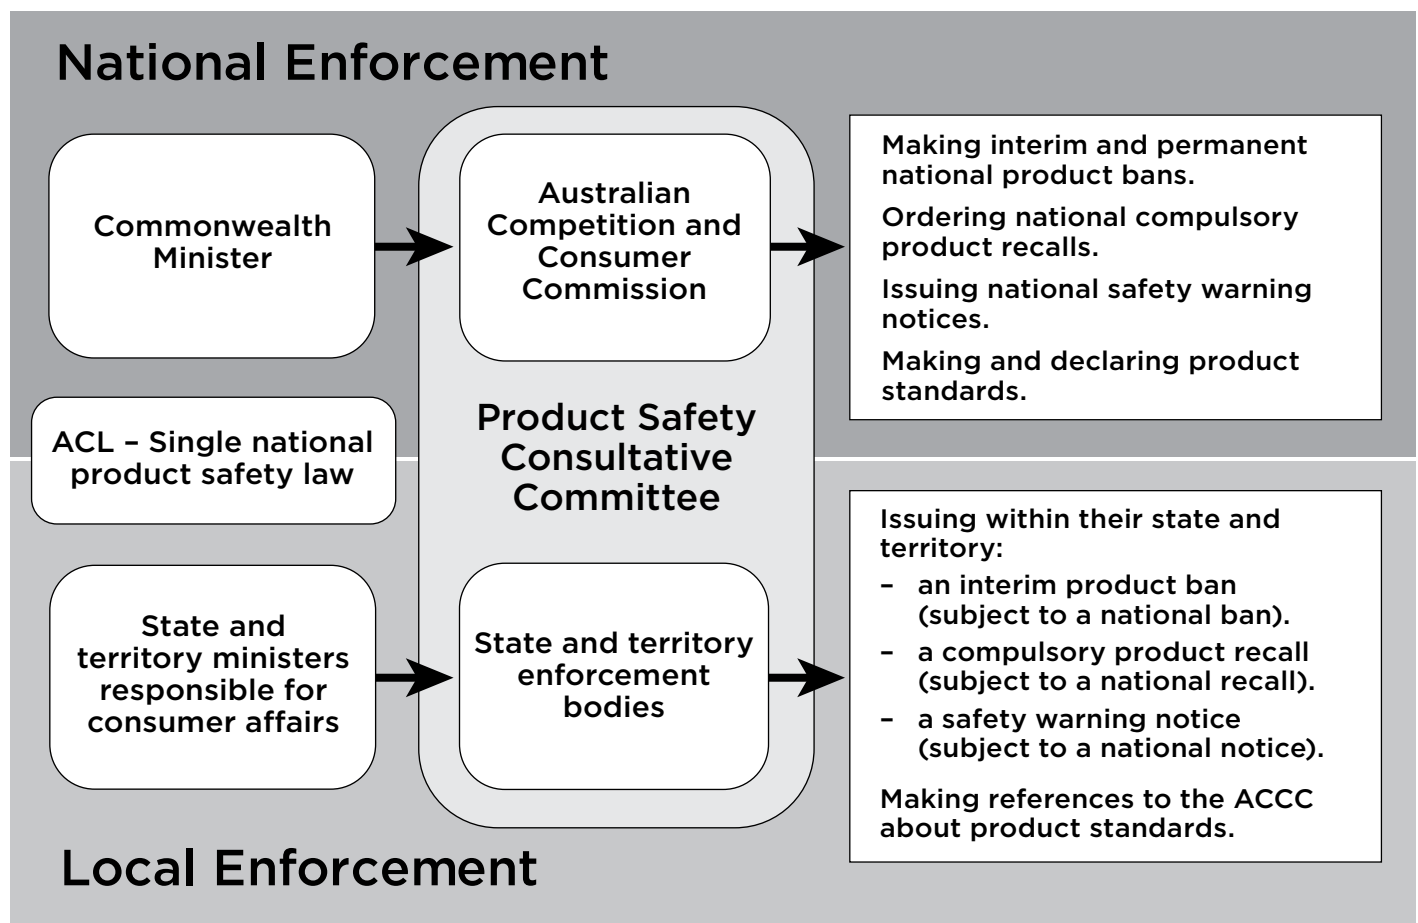 National Enforcement
Commonwealth
Minister
Australian
Competition and
Consumer
Commission
Making interim and permanent
national product bans.
Ordering national compulsory
product recalls.
Issuing national safety warning
notices.
Making and declaring product
standards.
ACL – Single national
product safety law
Product Safety
Consultative
Committee
State and
territory ministers
responsible for
consumer affairs
State and territory
enforcement
bodies
Issuing within their state and
territory:
– an interim product ban
(subject to a national ban).
– a compulsory product recall
(subject to a national recall).
– a safety warning notice
(subject to a national notice).
Making references to the ACCC
about product standards.
Local Enforcement